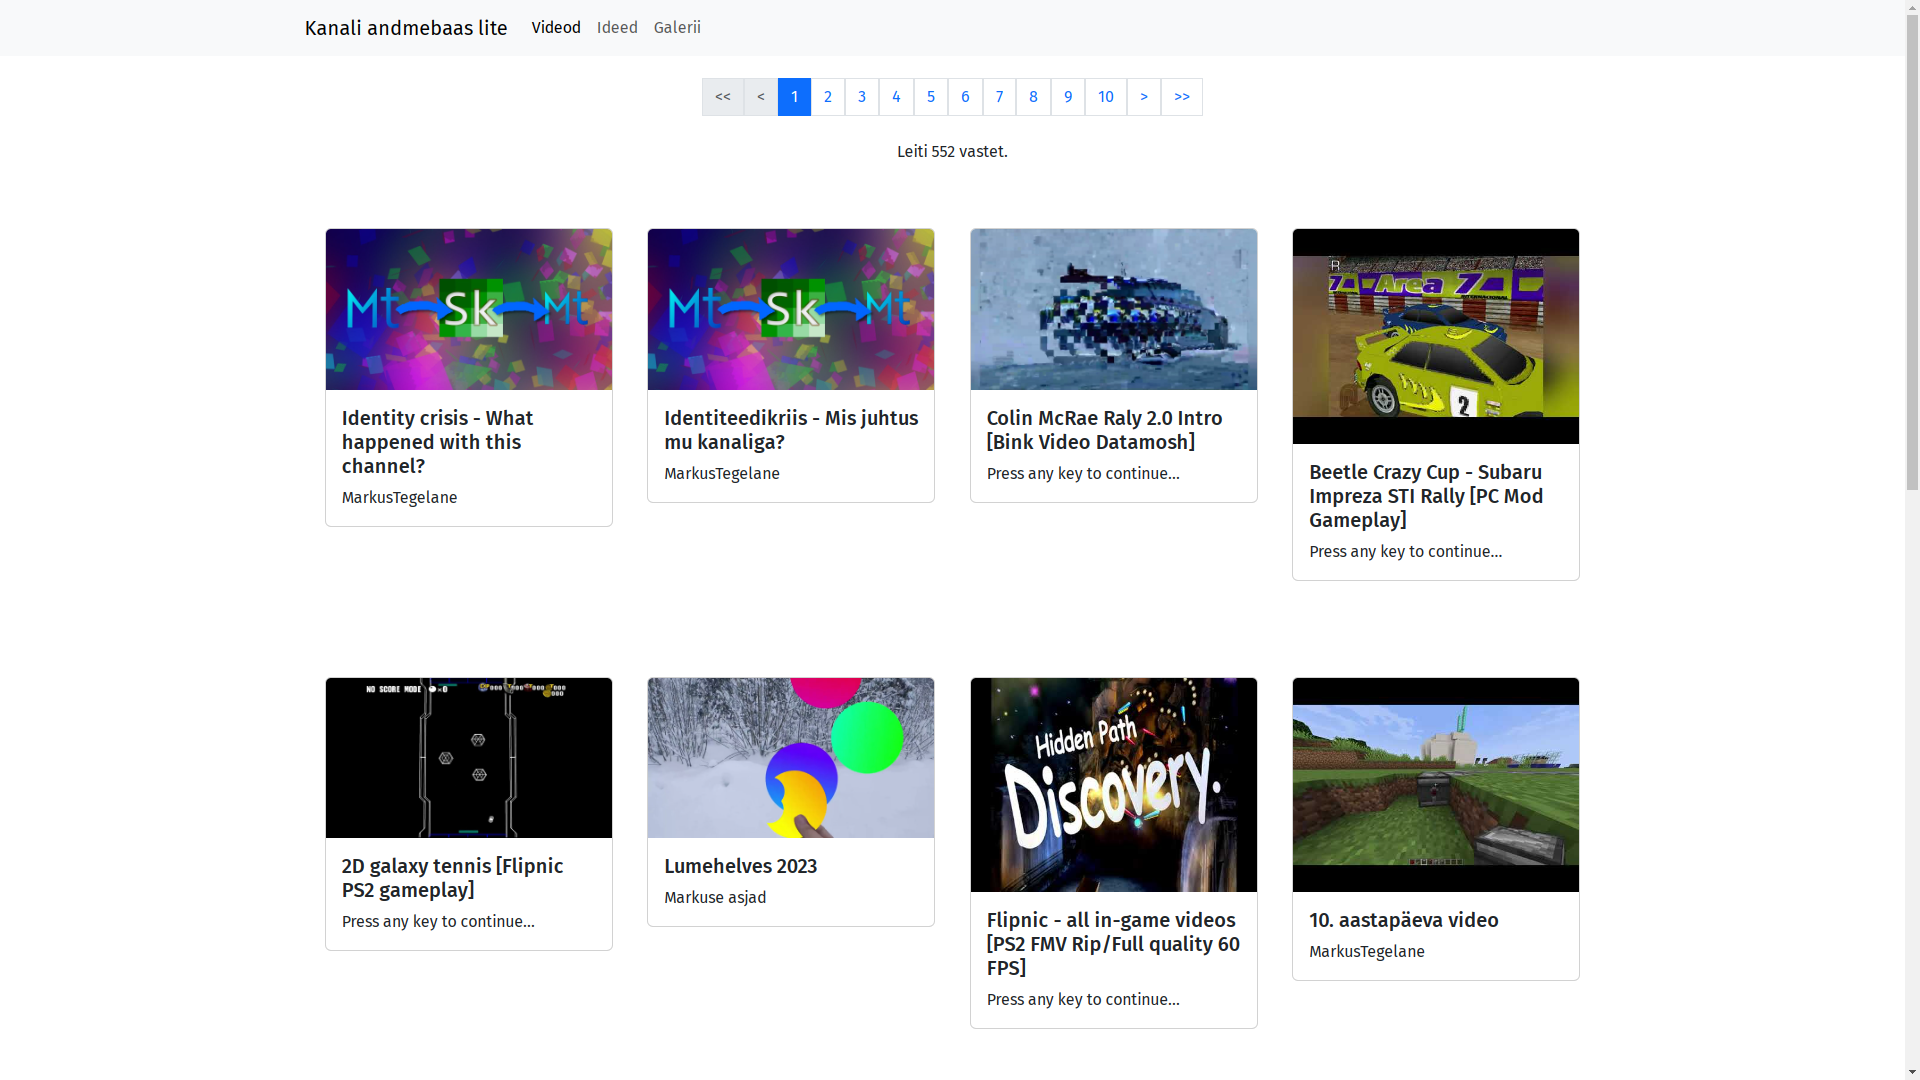 Kanali andmebaas lite Videod Ideed Galerii
<< < 1 2 3 4 5 6 7 8 9 10 > >>
Leiti 552 vastet.
Mt Sk Mt
Identity crisis - What
happened with this
channel?
MarkusTegelane
Mt Sk Mt
Identiteedikriis - Mis juhtus
mu kanaliga?
MarkusTegelane
Colin McRae Raly 2.0 Intro
[Bink Video Datamosh]
Press any key to continue...
R
7 Area 7
2
Beetle Crazy Cup - Subaru
Impreza STI Rally [PC Mod
Gameplay]
Press any key to continue...
NO SCORE MODE
2D galaxy tennis [Flipnic
PS2 gameplay]
Press any key to continue...
Lumehelves 2023
Markuse asjad
Hidden Path
Discovery.
Flipnic - all in-game videos
[PS2 FMV Rip/Full quality 60
FPS]
Press any key to continue...
10. aastapäeva video
MarkusTegelane